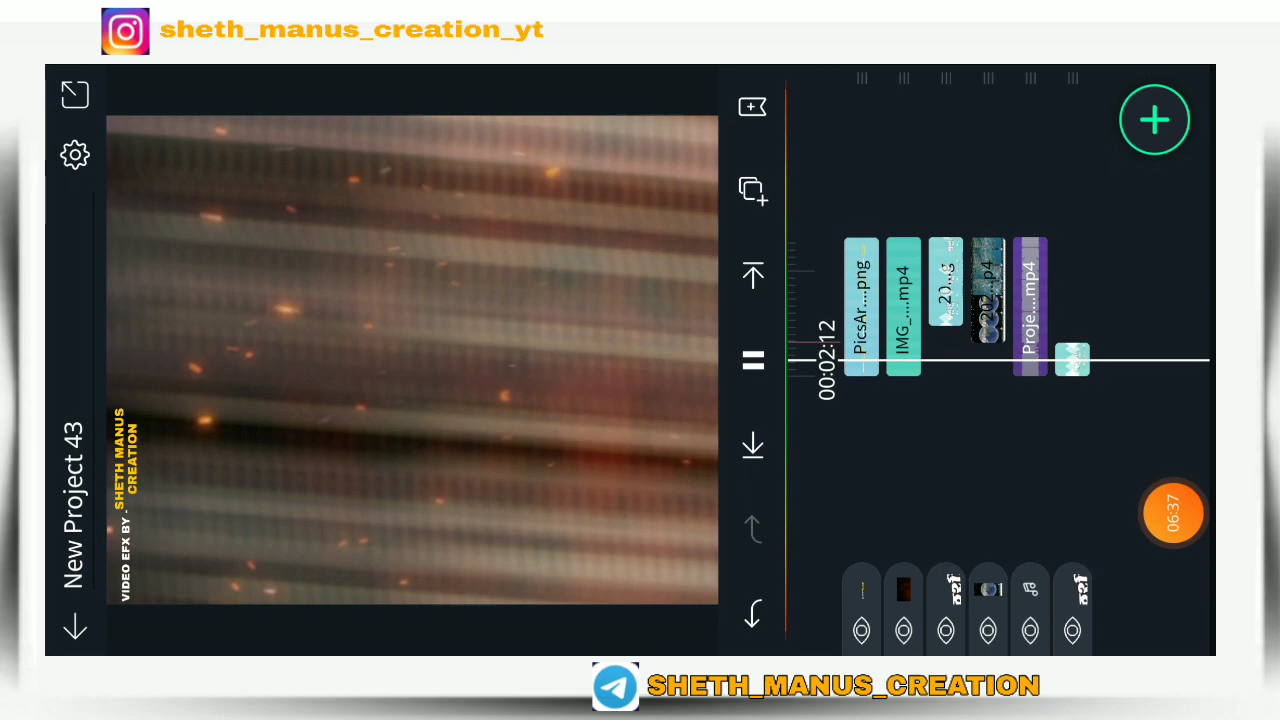 sheth_manus_creation_yt
New Project 43
VIDEO EFX BY .
SHETH MANUS
CREATION
00:02:12
PicsAr....png
IMG_....mp4
Proje...mp4
06:37
SHETH_MANUS_CREATION